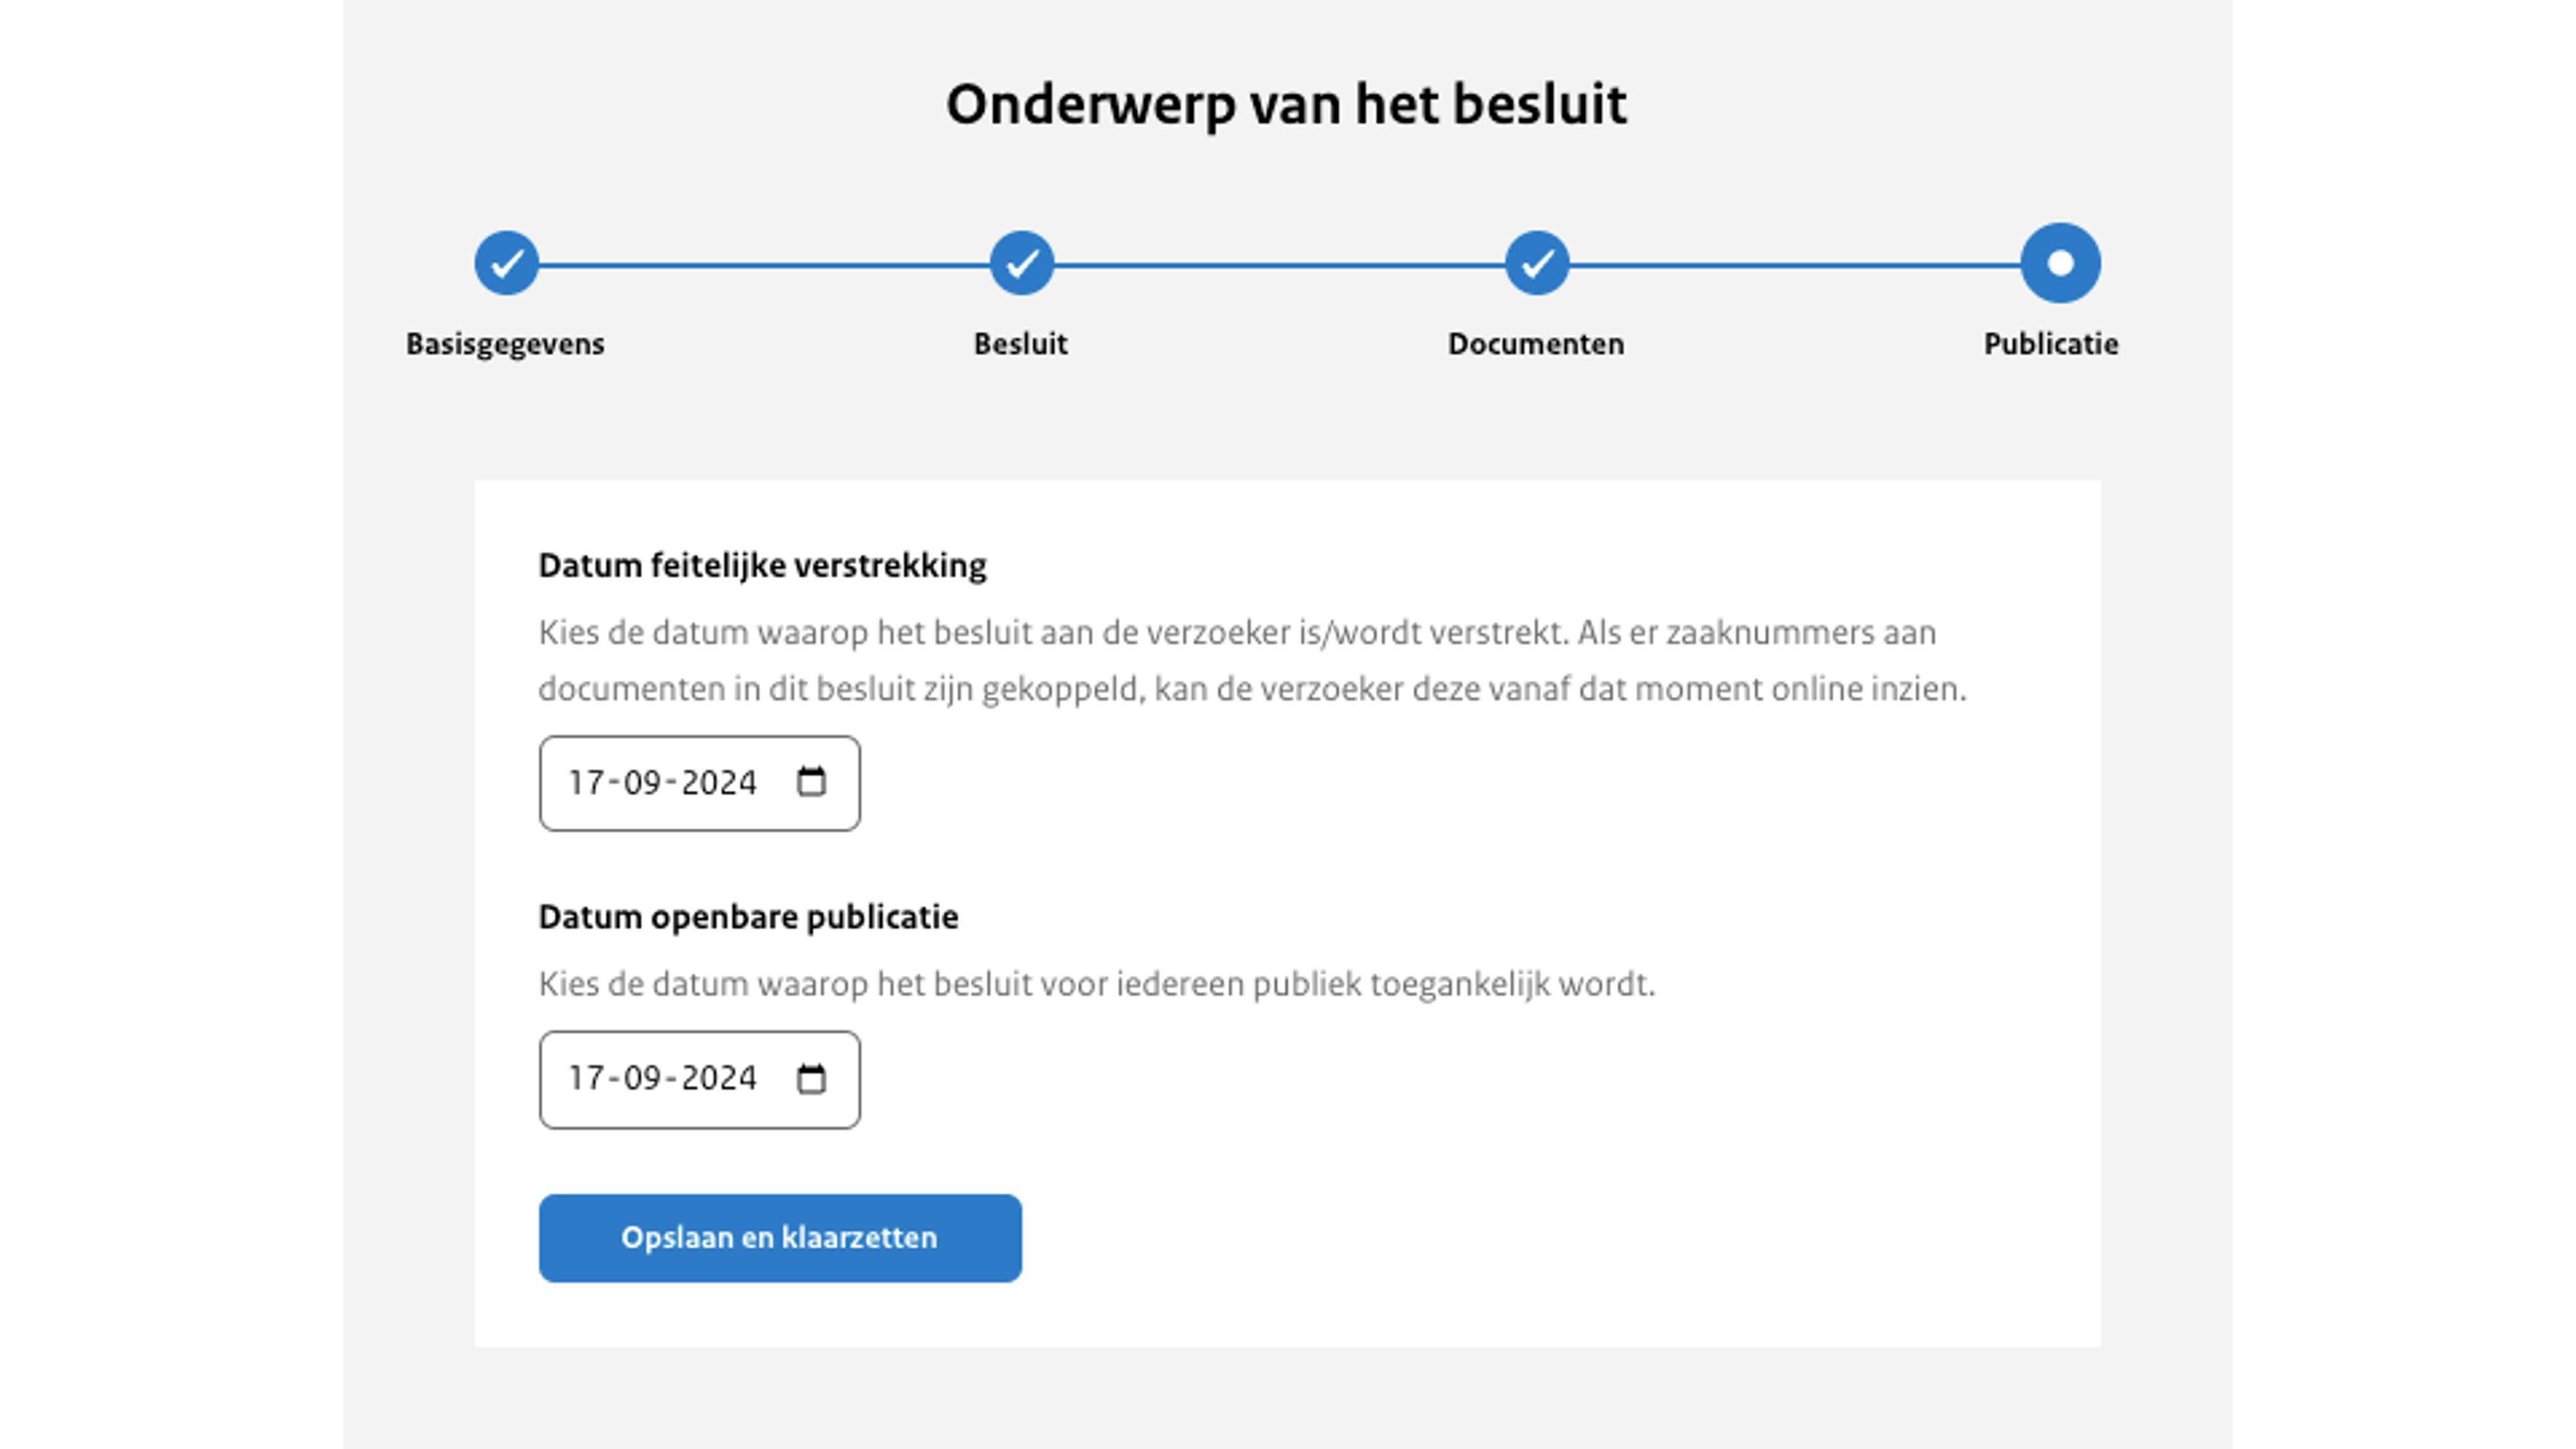 Onderwerp van het besluit
Basisgegevens
Besluit
Documenten
Publicatie
Datum feitelijke verstrekking
Kies de datum waarop het besluit aan de verzoeker is/wordt verstrekt. Als er zaaknummers aan
documenten in dit besluit zijn gekoppeld, kan de verzoeker deze vanaf dat moment online inzien.
17-09-2024
Datum openbare publicatie
Kies de datum waarop het besluit voor iedereen publiek toegankelijk wordt.
17-09-2024
Opslaan en klaarzetten